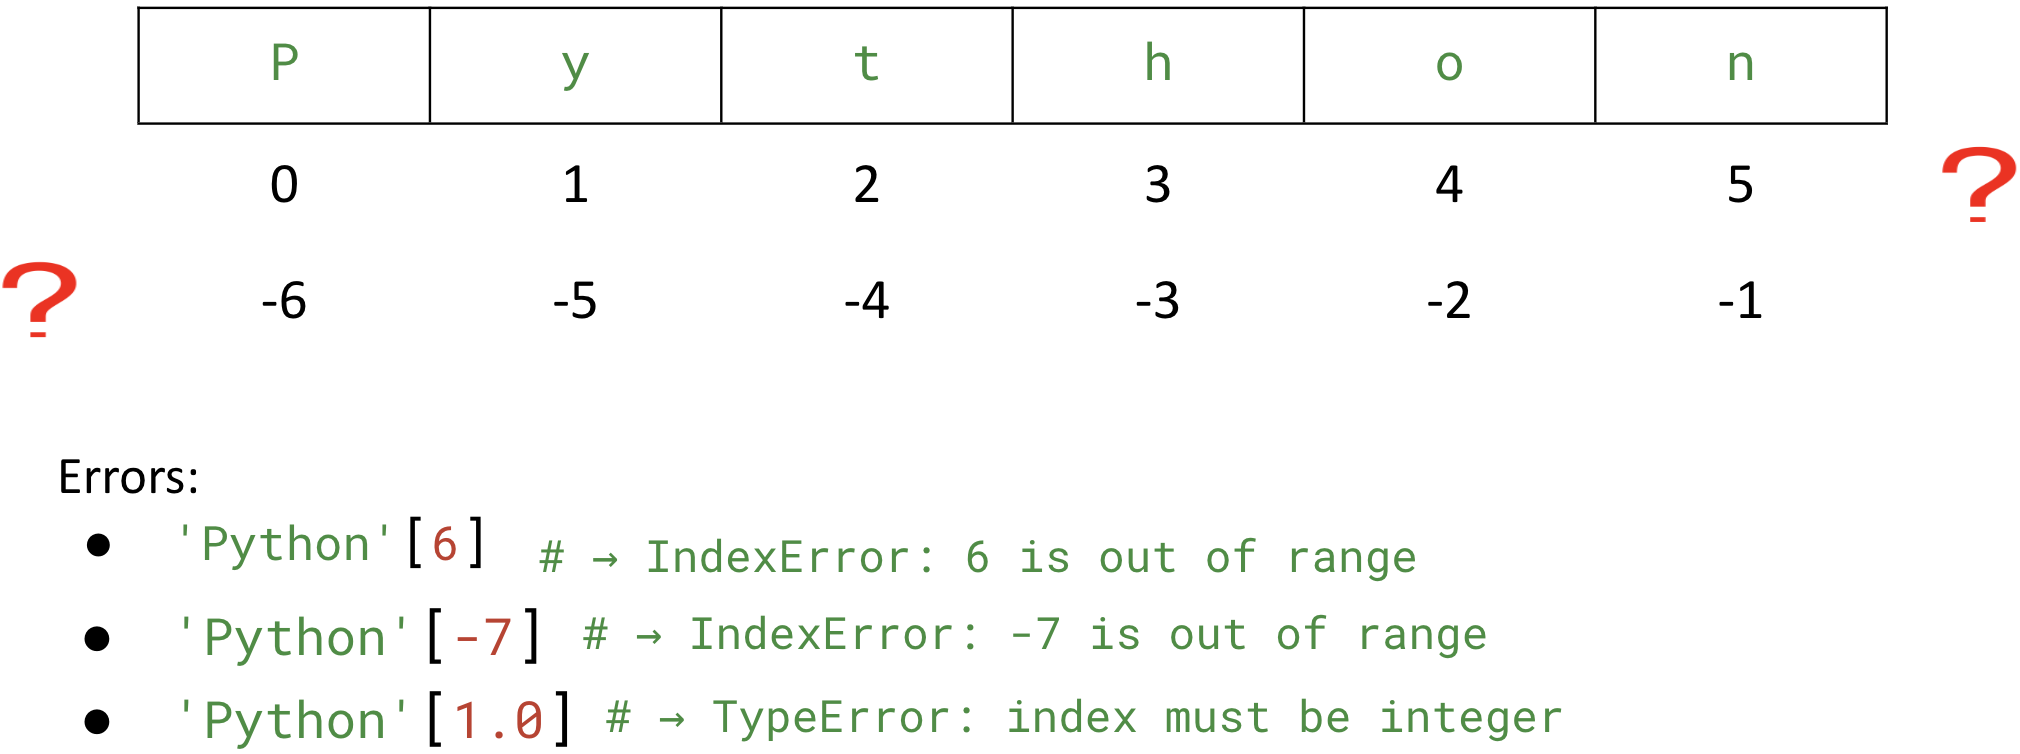 P y t h o n
0 1 2 3 4 5 ?
? -6 -5 -4 -3 -2 -1
Errors:
● 'Python'[6] # → IndexError: 6 is out of range
● 'Python'[-7] # → IndexError: -7 is out of range
● 'Python'[1.0] # → TypeError: index must be integer